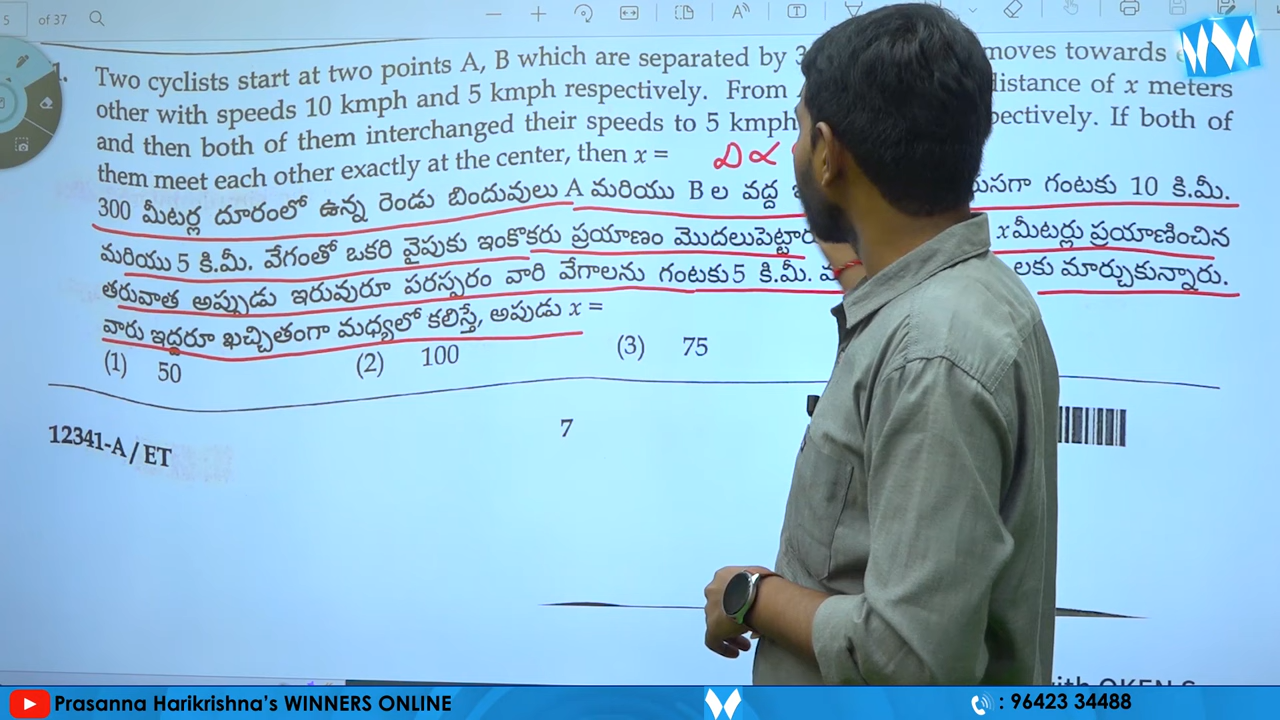 5 of 37
1. Two cyclists start at two points A, B which are separated by 3 moves towards
other with speeds 10 kmph and 5 kmph respectively. From distance of x meters
and then both of them interchanged their speeds to 5 kmph pectively. If both of
them meet each other exactly at the center, then x = D ∝
300 మీటర్ల దూరంలో ఉన్న రెండు బిందువులు A మరియు B ల వద్ద నుసగా గంటకు 10 కి.మీ.
మరియు 5 కి.మీ. వేగంతో ఒకరి వైపుకు ఇంకొకరు ప్రయాణం మొదలుపెట్టార x మీటర్లు ప్రయాణించిన
తరువాత అప్పుడు ఇరువురూ పరస్పరం వారి వేగాలను గంటకు 5 కి.మీ. మ లకు మార్చుకున్నారు.
వారు ఇద్దరూ ఖచ్చితంగా మధ్యలో కలిస్తే, అపుడు x =
(1) 50 (2) 100 (3) 75
12341-A / ET 7
Prasanna Harikrishna's WINNERS ONLINE : 96423 34488